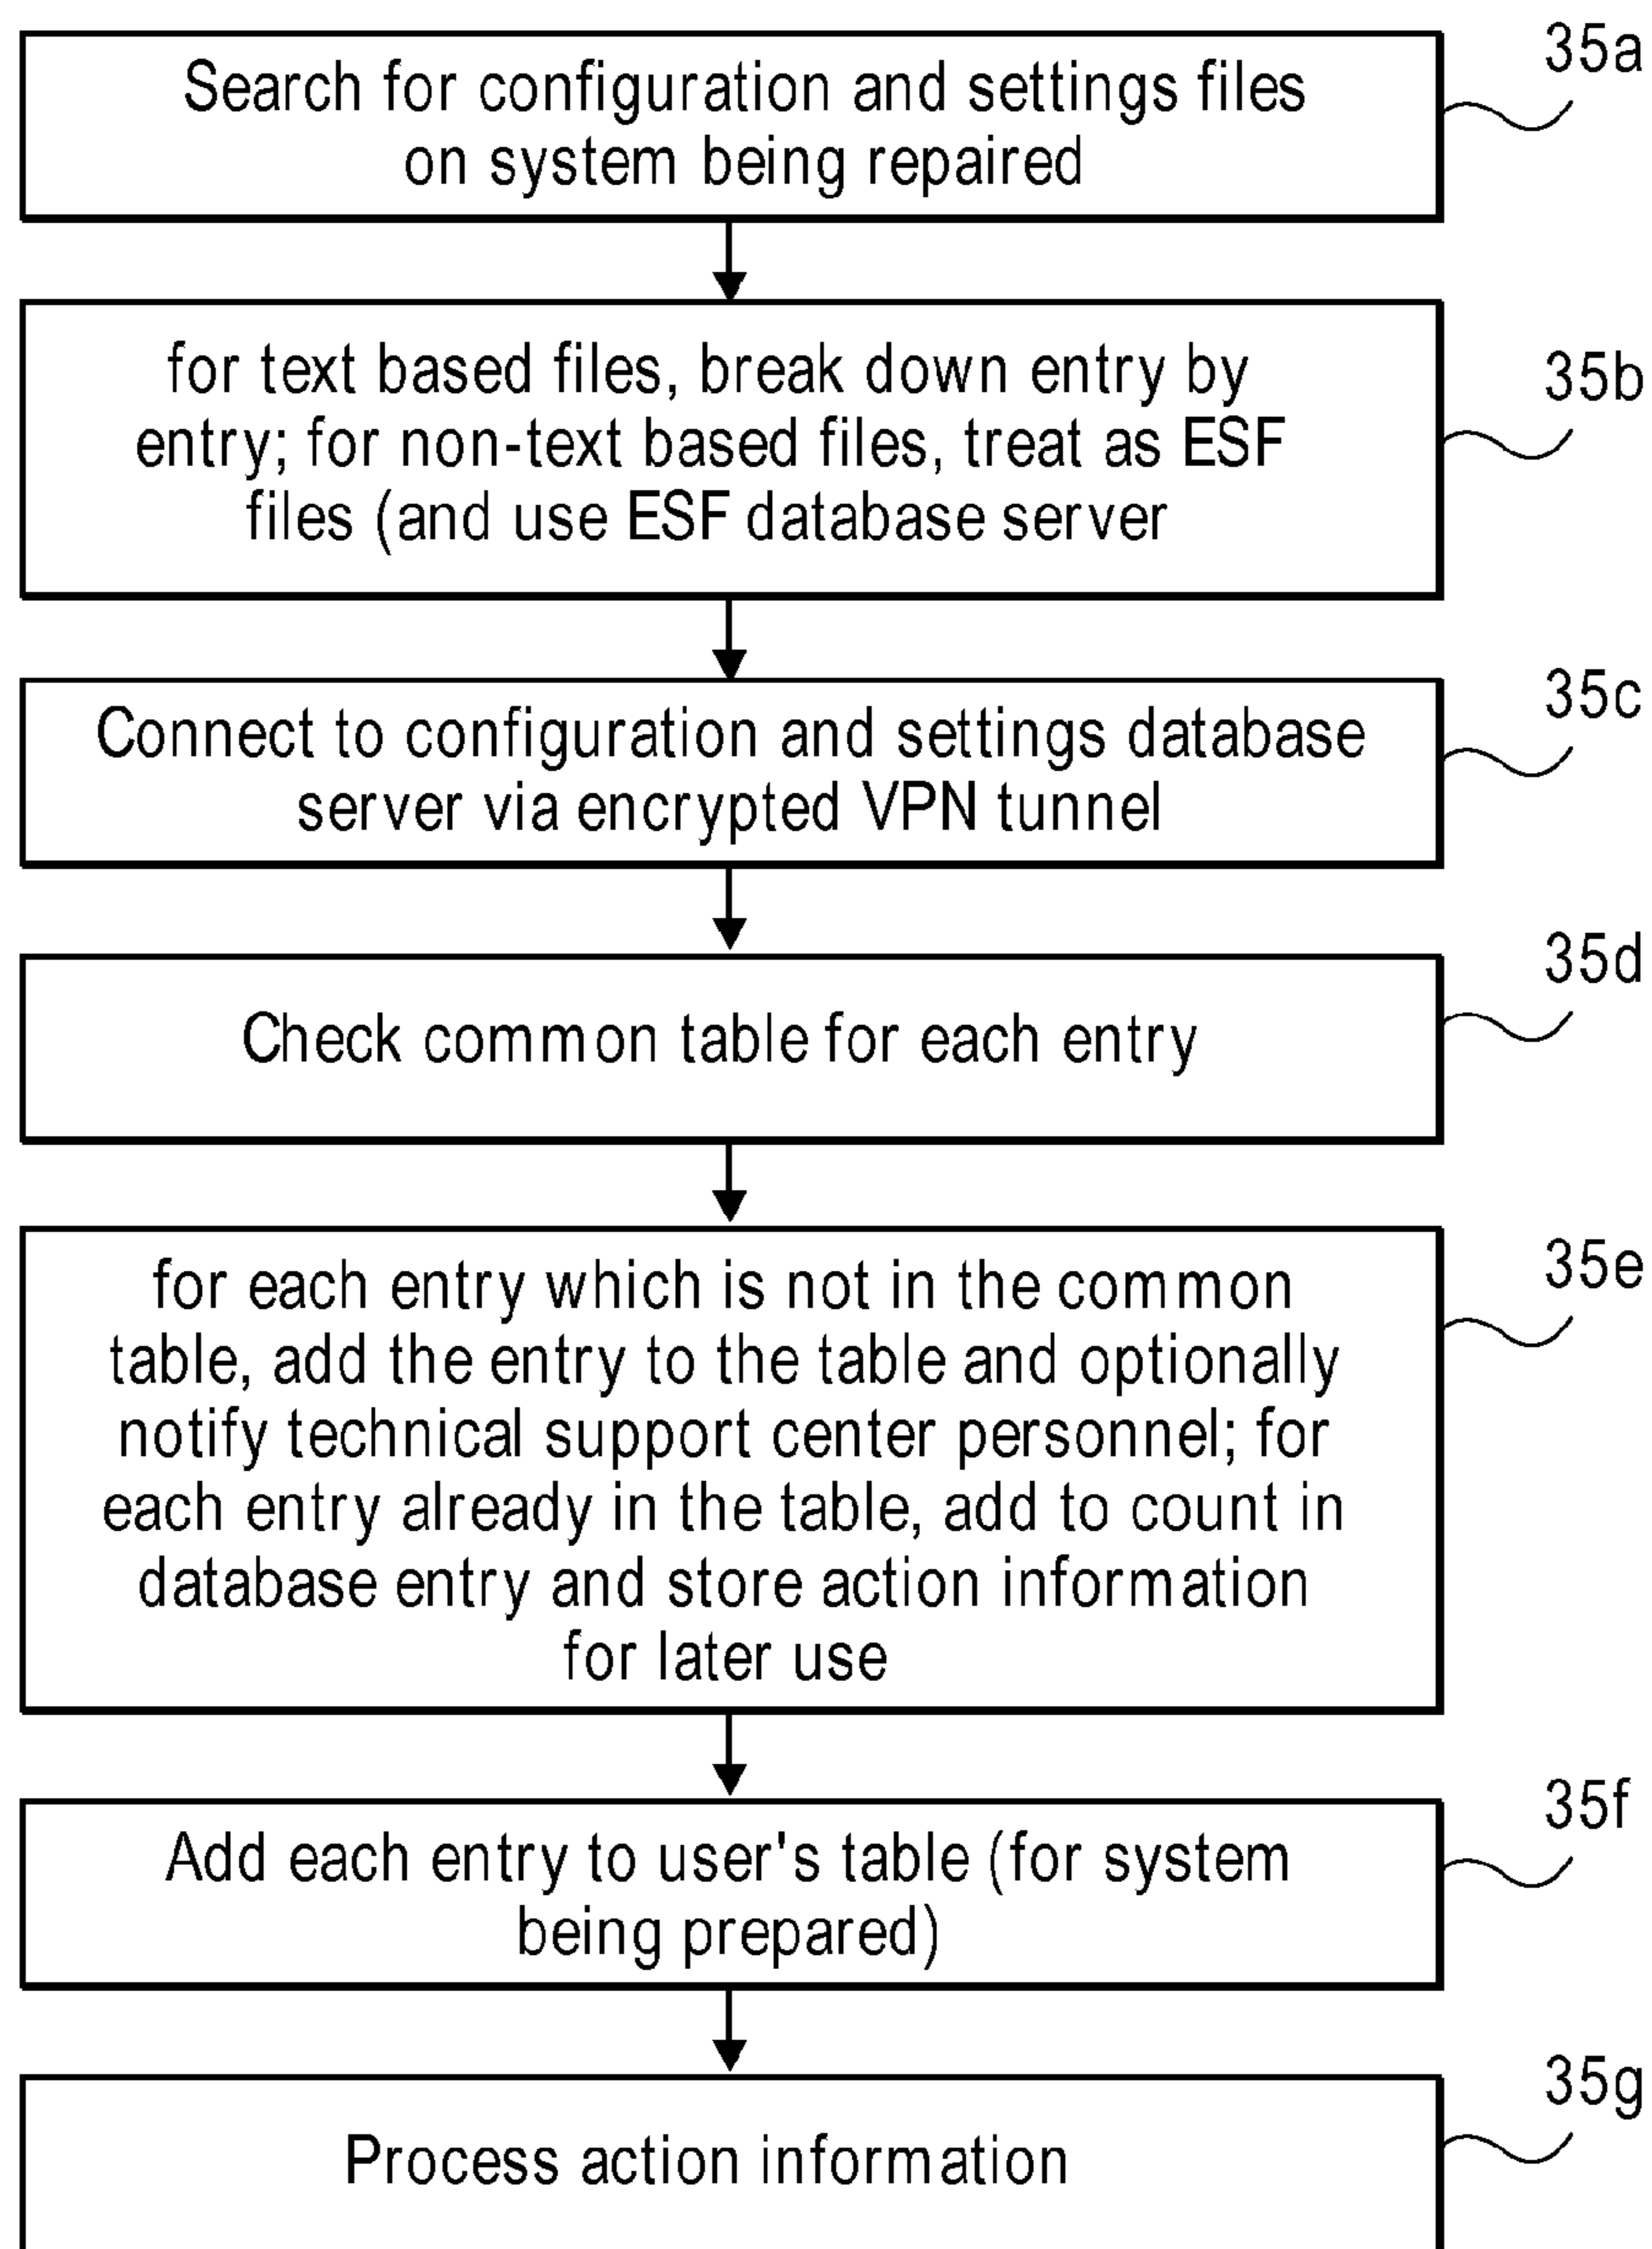 Search for configuration and settings files
on system being repaired
35a
for text based files, break down entry by
entry; for non-text based files, treat as ESF
files (and use ESF database server
35b
Connect to configuration and settings database
server via encrypted VPN tunnel
35c
Check common table for each entry
35d
for each entry which is not in the common
table, add the entry to the table and optionally
notify technical support center personnel; for
each entry already in the table, add to count in
database entry and store action information
for later use
35e
Add each entry to user's table (for system
being prepared)
35f
Process action information
35g